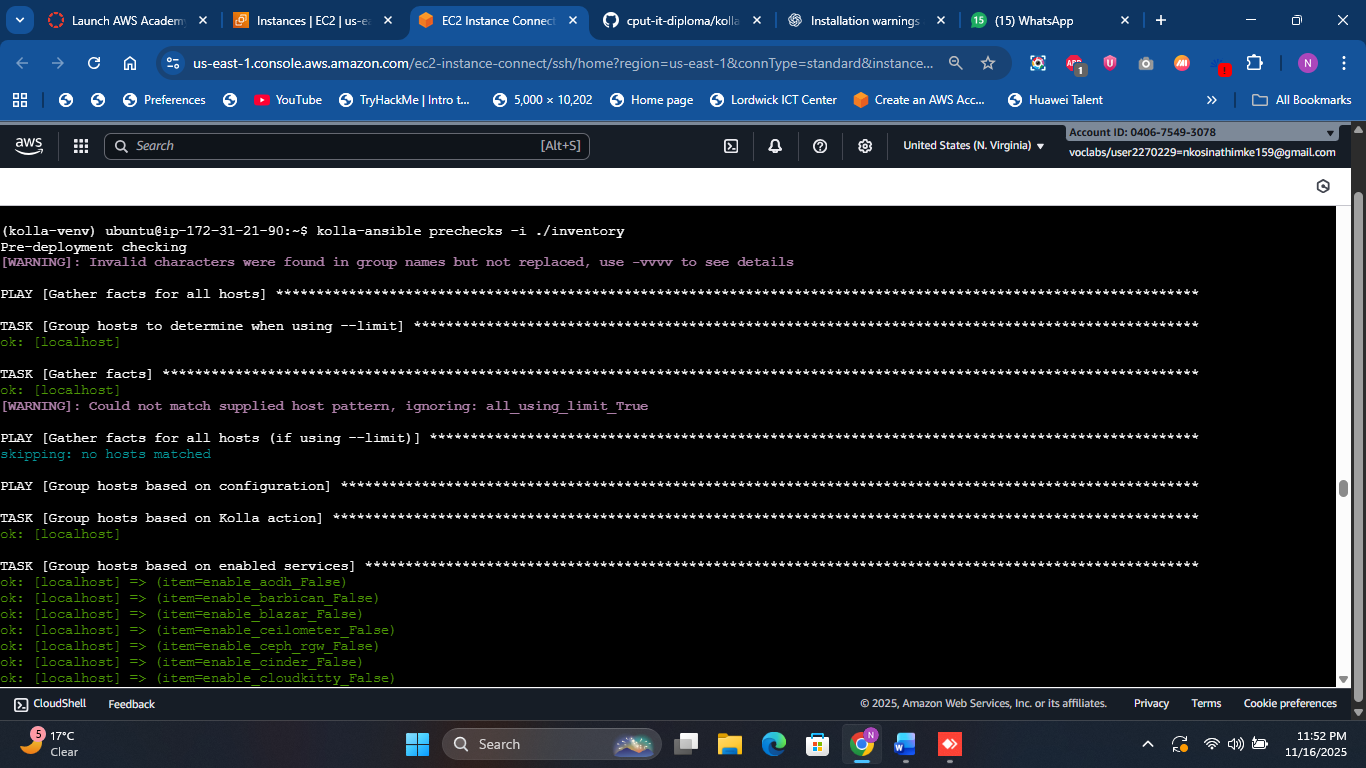 Launch AWS Academy
Instances | EC2 | us-ea
EC2 Instance Connect
cput-it-diploma/kolla
Installation warnings
15
(15) WhatsApp
us-east-1.console.aws.amazon.com/ec2-instance-connect/ssh/home?region=us-east-1&connType=standard&instance...
1
N
Preferences
YouTube
TryHackMe | Intro t...
5,000 × 10,202
Home page
Lordwick ICT Center
Create an AWS Acc...
Huawei Talent
All Bookmarks
aws
Search
[Alt+S]
United States (N. Virginia)
Account ID: 0406-7549-3078
voclabs/user2270229=nkosinathimke159@gmail.com
(kolla-venv) ubuntu@ip-172-31-21-90:~$ kolla-ansible prechecks -i ./inventory
Pre-deployment checking
[WARNING]: Invalid characters were found in group names but not replaced, use -vvvv to see details
PLAY [Gather facts for all hosts] ******************************************************************************************************************
TASK [Group hosts to determine when using --limit] *************************************************************************************************
ok: [localhost]
TASK [Gather facts] ********************************************************************************************************************************
ok: [localhost]
[WARNING]: Could not match supplied host pattern, ignoring: all_using_limit_True
PLAY [Gather facts for all hosts (if using --limit)] ***********************************************************************************************
skipping: no hosts matched
PLAY [Group hosts based on configuration] **********************************************************************************************************
TASK [Group hosts based on Kolla action] ***********************************************************************************************************
ok: [localhost]
TASK [Group hosts based on enabled services] *******************************************************************************************************
ok: [localhost] => (item=enable_aodh_False)
ok: [localhost] => (item=enable_barbican_False)
ok: [localhost] => (item=enable_blazar_False)
ok: [localhost] => (item=enable_ceilometer_False)
ok: [localhost] => (item=enable_ceph_rgw_False)
ok: [localhost] => (item=enable_cinder_False)
ok: [localhost] => (item=enable_cloudkitty_False)
CloudShell
Feedback
© 2025, Amazon Web Services, Inc. or its affiliates.
Privacy
Terms
Cookie preferences
5
17°C
Clear
Search
N
11:52 PM
11/16/2025